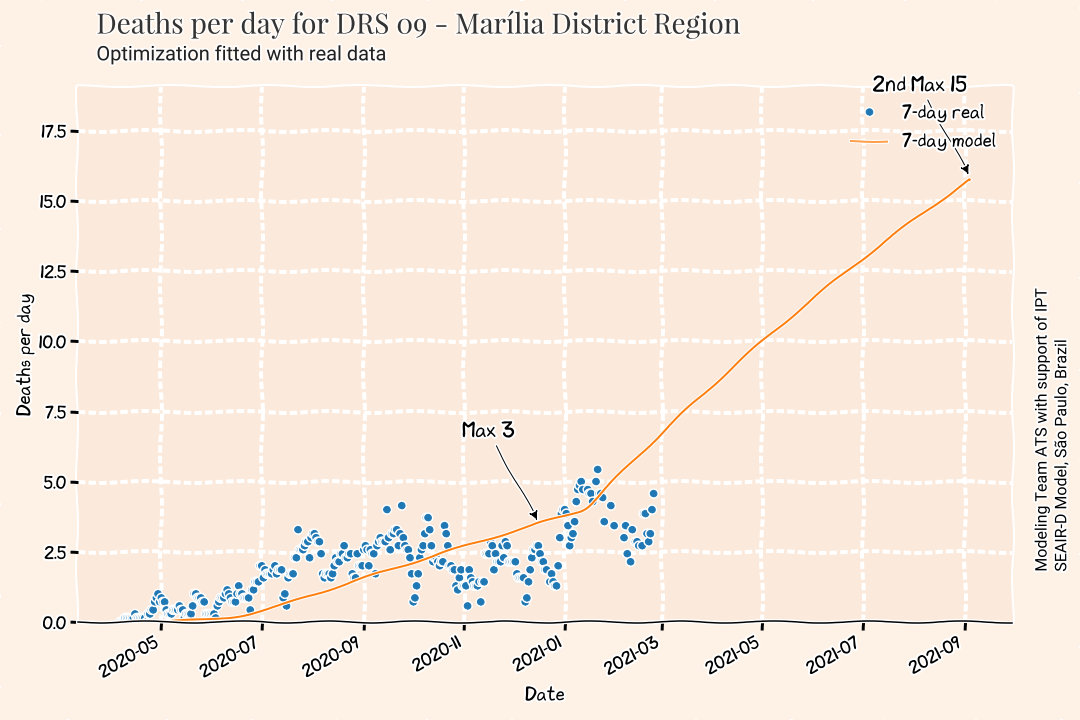 Deaths per day for DRS 09 - Marília District Region
Optimization fitted with real data
2nd Max 15
7-day real
7-day model
17.5
15.0
12.5
10.0
7.5
5.0
2.5
0.0
Deaths per day
Max 3
2020-05
2020-07
2020-09
2020-11
2021-01
2021-03
2021-05
2021-07
2021-09
Date
Modeling Team ATS with support of IPT
SEAIR-D Model, São Paulo, Brazil